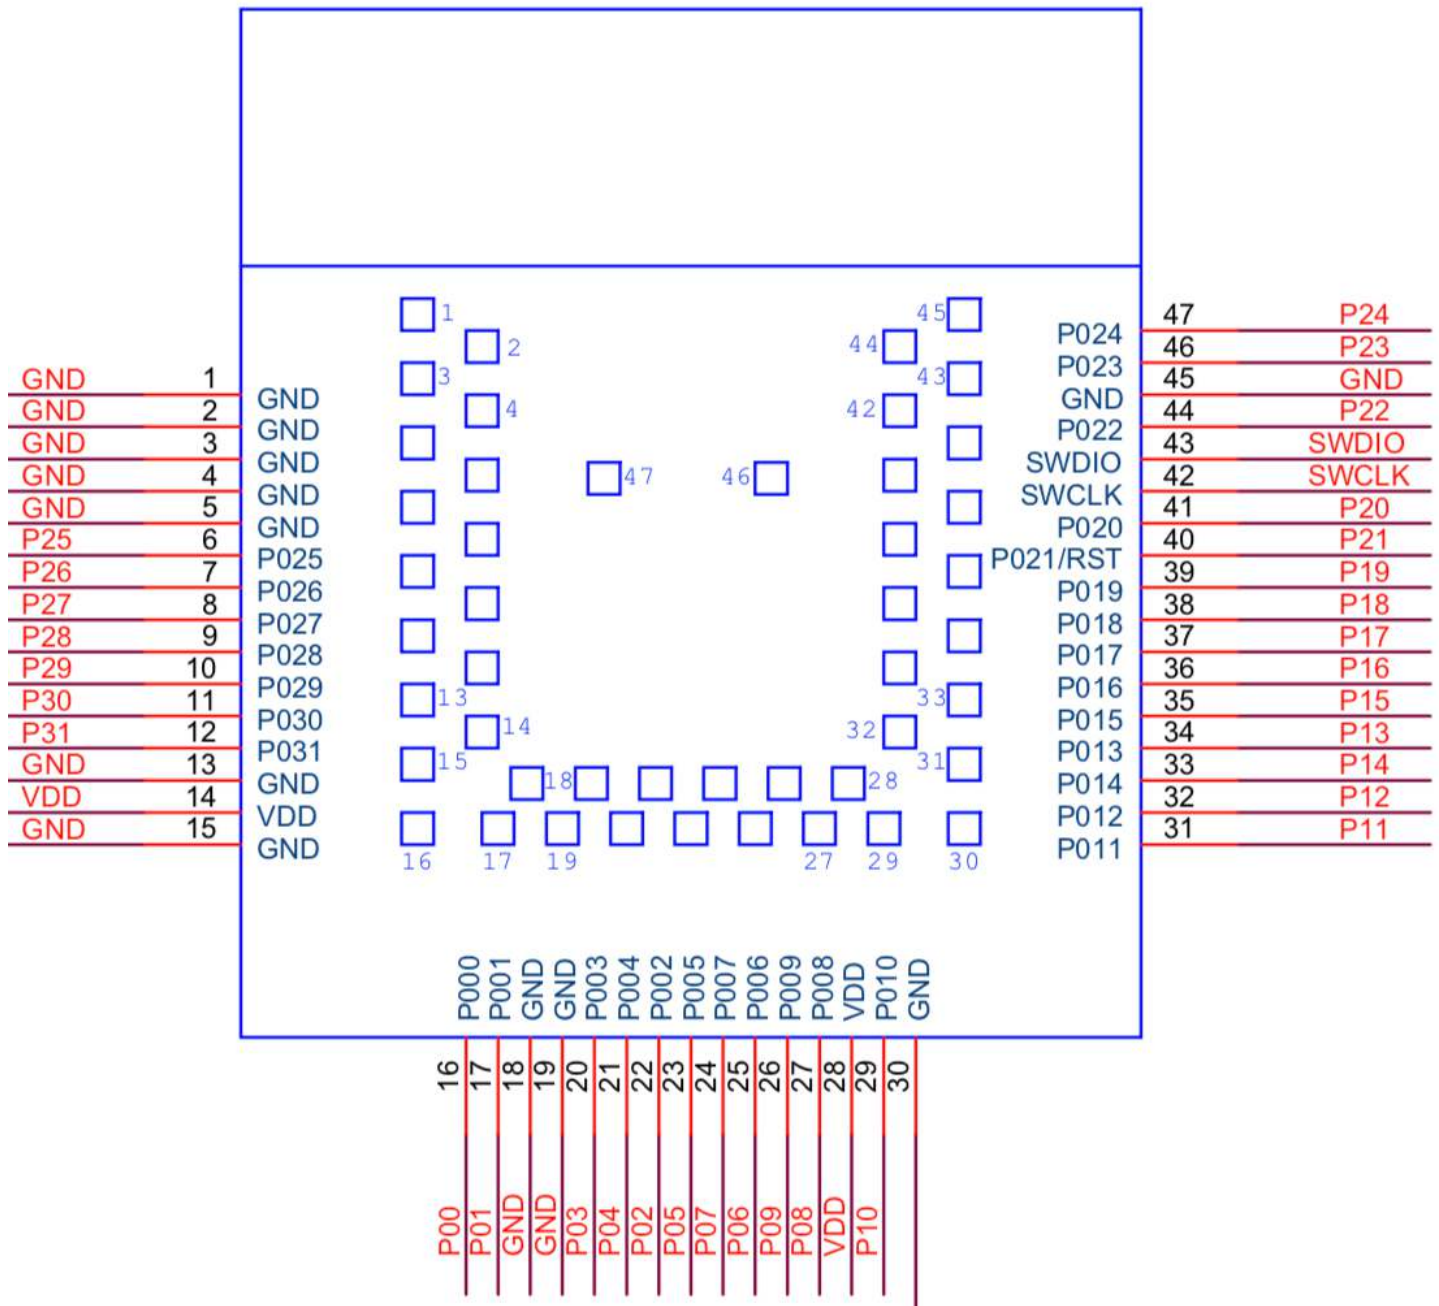 1 45
47 P24
P024
2 44
46 P23
P023
3 43
GND 1 45 GND
GND GND
4 42
GND 2 44 P22
GND P022
GND 3 43 SWDIO
GND SWDIO
47 46
GND 4 42 SWCLK
GND SWCLK
GND 5 41 P20
GND P020
P25 6 40 P21
P025 P021/RST
P26 7 39 P19
P026 P019
P27 8 38 P18
P027 P018
P28 9 37 P17
P028 P017
P29 10 36 P16
P029 P016
13 33
P30 11 35 P15
P030 P015
14 32
P31 12 34 P13
P031 P013
15 31
GND 13 33 P14
GND P014
18 28
VDD 14 32 P12
VDD P012
GND 15 31 P11
GND P011
16 17 19 27 29 30
P000 P001 GND GND P003 P004 P002 P005 P007 P006 P009 P008 VDD P010 GND
16 17 18 19 20 21 22 23 24 25 26 27 28 29 30
P00 P01 GND GND P03 P04 P02 P05 P07 P06 P09 P08 VDD P10